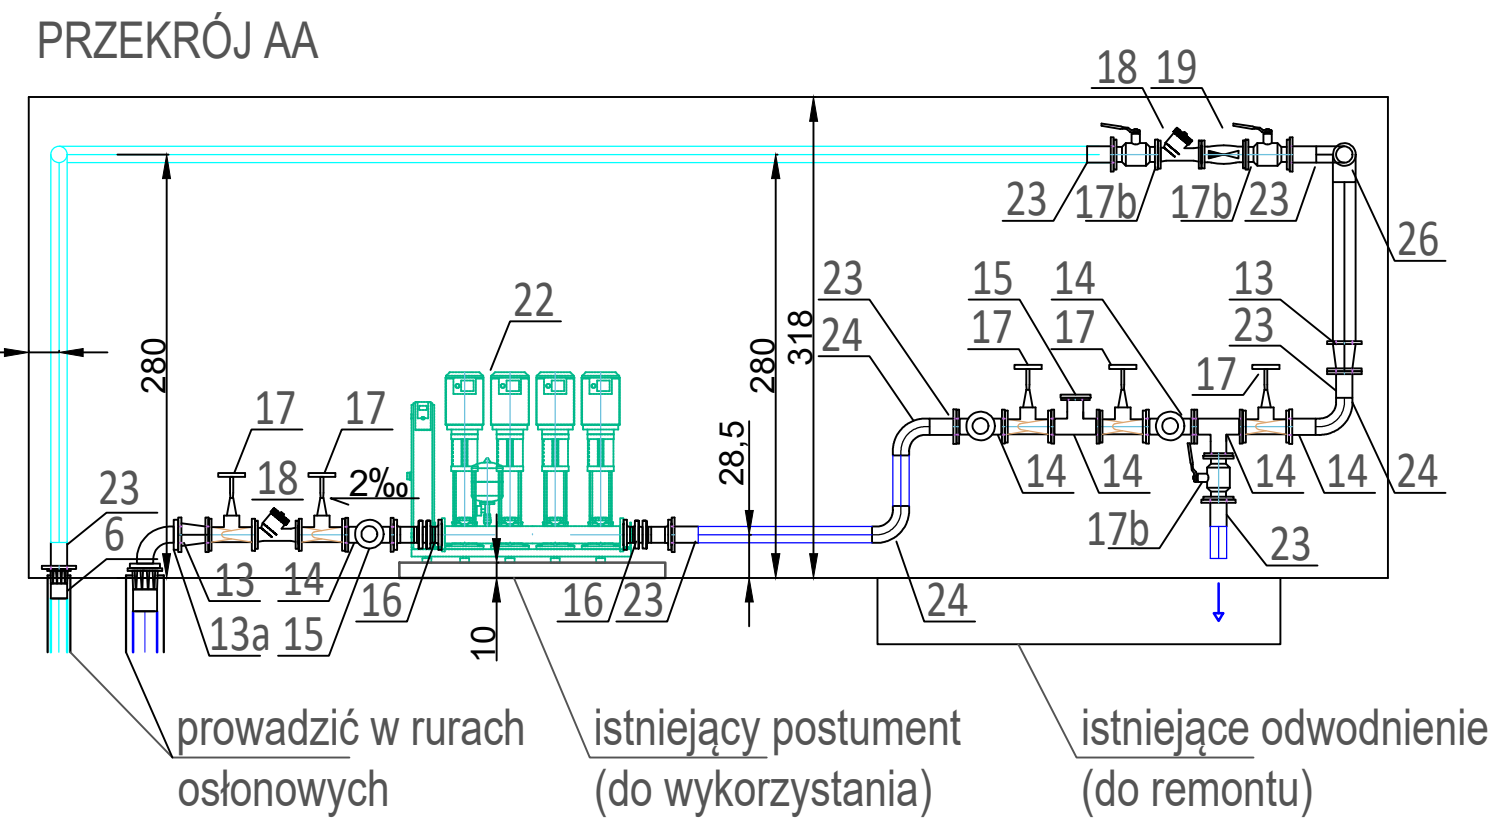 PRZEKRÓJ AA
18 19
23 17b 17b 23
26
22
23 15 14 13
24 17 17 23
17
280 280 318
17 17
28,5
18 2‰
14 14 14 14 24
23
6
17b 23
13 14 16 16 23 24
13a 15
10
prowadzić w rurach
osłonowych
istniejący postument
(do wykorzystania)
istniejące odwodnienie
(do remontu)